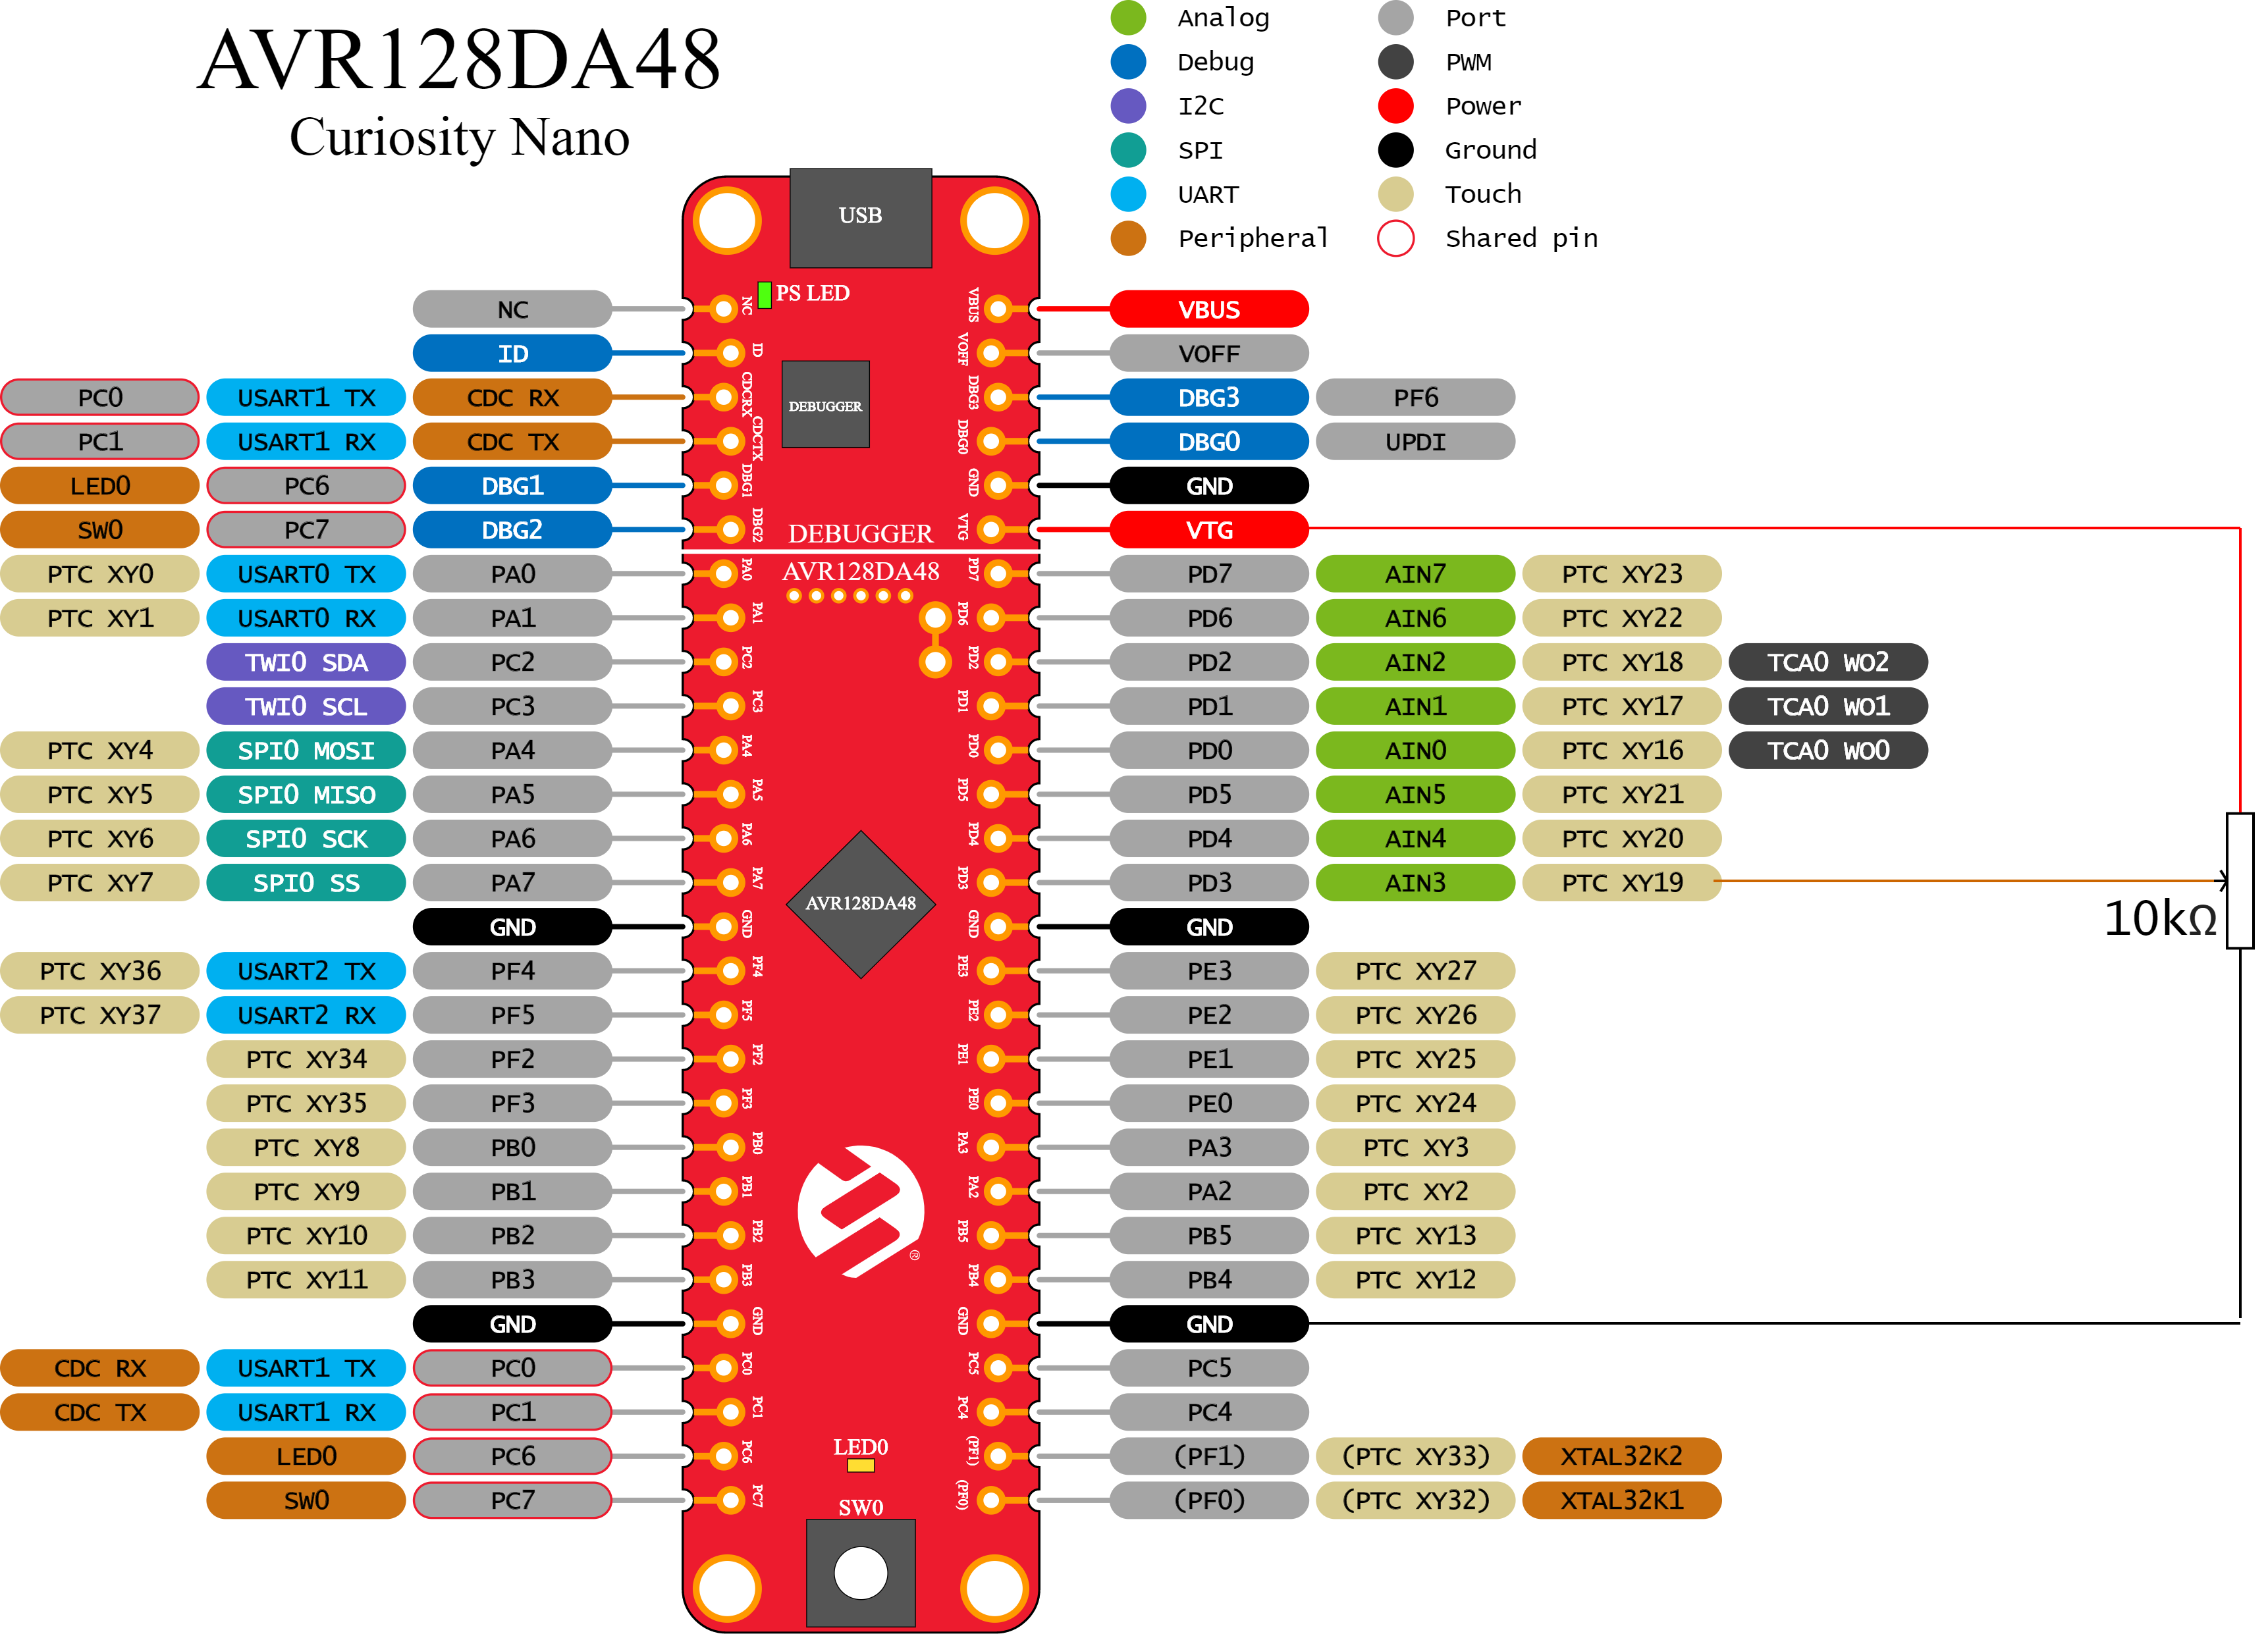 AVR128DA48
Curiosity Nano
Analog Port
Debug PWM
I2C Power
SPI Ground
UART Touch
Peripheral Shared pin
USB
PS LED
NC NC VBUS VBUS
ID ID VOFF VOFF
PC0 USART1 TX CDC RX CDCRX DEBUGGER DBG3 DBG3 PF6
PC1 USART1 RX CDC TX CDCTX DBG0 DBG0 UPDI
LED0 PC6 DBG1 DBG1 GND GND
SW0 PC7 DBG2 DBG2 DEBUGGER VTG VTG
PTC XY0 USART0 TX PA0 PA0 AVR128DA48 PD7 PD7 AIN7 PTC XY23
PTC XY1 USART0 RX PA1 PA1 PD6 PD6 AIN6 PTC XY22
TWI0 SDA PC2 PC2 PD2 PD2 AIN2 PTC XY18 TCA0 WO2
TWI0 SCL PC3 PC3 PD1 PD1 AIN1 PTC XY17 TCA0 WO1
PTC XY4 SPI0 MOSI PA4 PA4 PD0 PD0 AIN0 PTC XY16 TCA0 WO0
PTC XY5 SPI0 MISO PA5 PA5 PD5 PD5 AIN5 PTC XY21
PTC XY6 SPI0 SCK PA6 PA6 PD4 PD4 AIN4 PTC XY20
PTC XY7 SPI0 SS PA7 PA7 AVR128DA48 PD3 PD3 AIN3 PTC XY19
10kΩ
GND GND GND GND
PTC XY36 USART2 TX PF4 PF4 PE3 PE3 PTC XY27
PTC XY37 USART2 RX PF5 PF5 PE2 PE2 PTC XY26
PTC XY34 PF2 PF2 PE1 PE1 PTC XY25
PTC XY35 PF3 PF3 PE0 PE0 PTC XY24
PTC XY8 PB0 PB0 PA3 PA3 PTC XY3
PTC XY9 PB1 PB1 PA2 PA2 PTC XY2
PTC XY10 PB2 PB2 ® PB5 PB5 PTC XY13
PTC XY11 PB3 PB3 PB4 PB4 PTC XY12
GND GND GND GND
CDC RX USART1 TX PC0 PC0 PC5 PC5
CDC TX USART1 RX PC1 PC1 PC4 PC4
LED0 PC6 PC6 LED0 (PF1) (PF1) (PTC XY33) XTAL32K2
SW0 PC7 PC7 SW0 (PF0) (PF0) (PTC XY32) XTAL32K1